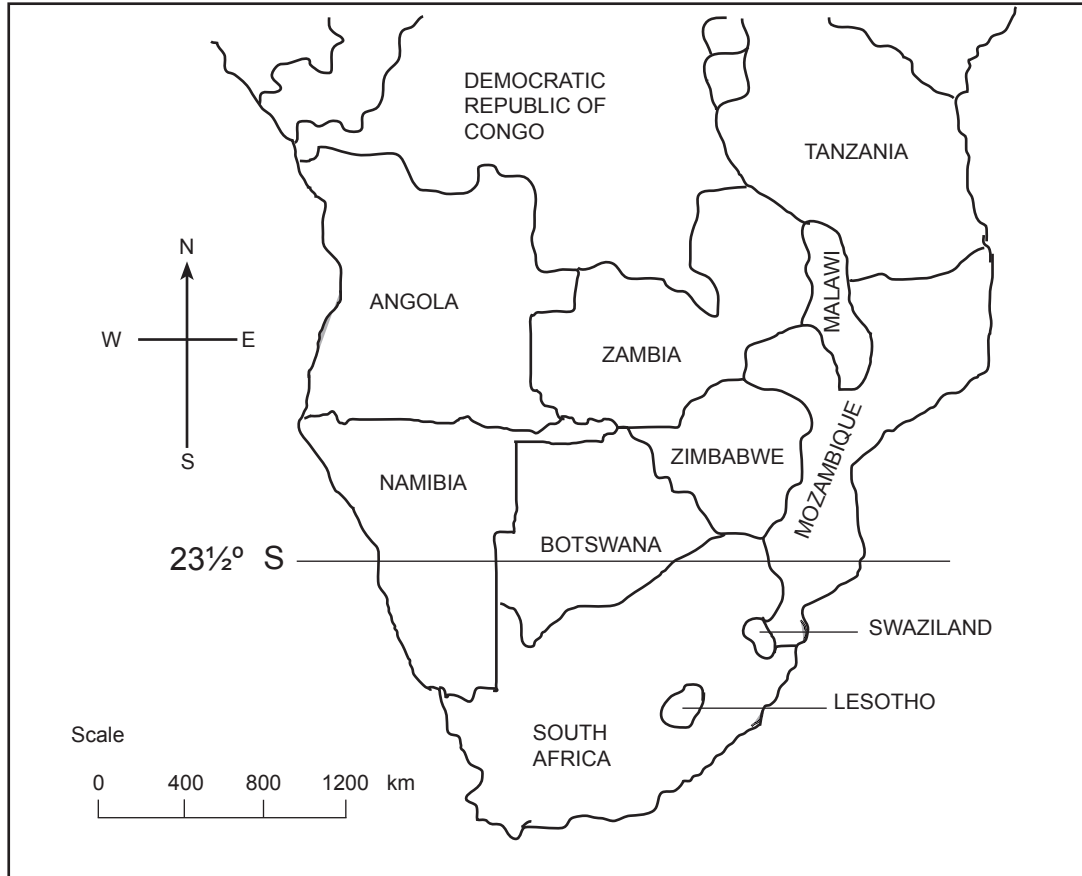 DEMOCRATIC
REPUBLIC OF
CONGO
TANZANIA
N
MALAWI
ANGOLA
W
E
ZAMBIA
S
ZIMBABWE
MOZAMBIQUE
NAMIBIA
BOTSWANA
23½º S
SWAZILAND
LESOTHO
SOUTH
AFRICA
Scale
0 400 800 1200 km